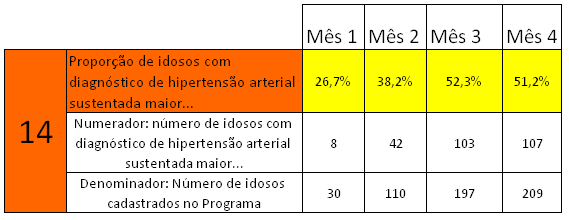 Mês 1 Mês 2 Mês 3 Mês 4
14
Proporção de idosos com
diagnóstico de hipertensão arterial
sustentada maior...
26,7% 38,2% 52,3% 51,2%
Numerador: número de idosos com
diagnóstico de hipertensão arterial
sustentada maior...
8 42 103 107
Denominador: Número de idosos
cadastrados no Programa
30 110 197 209